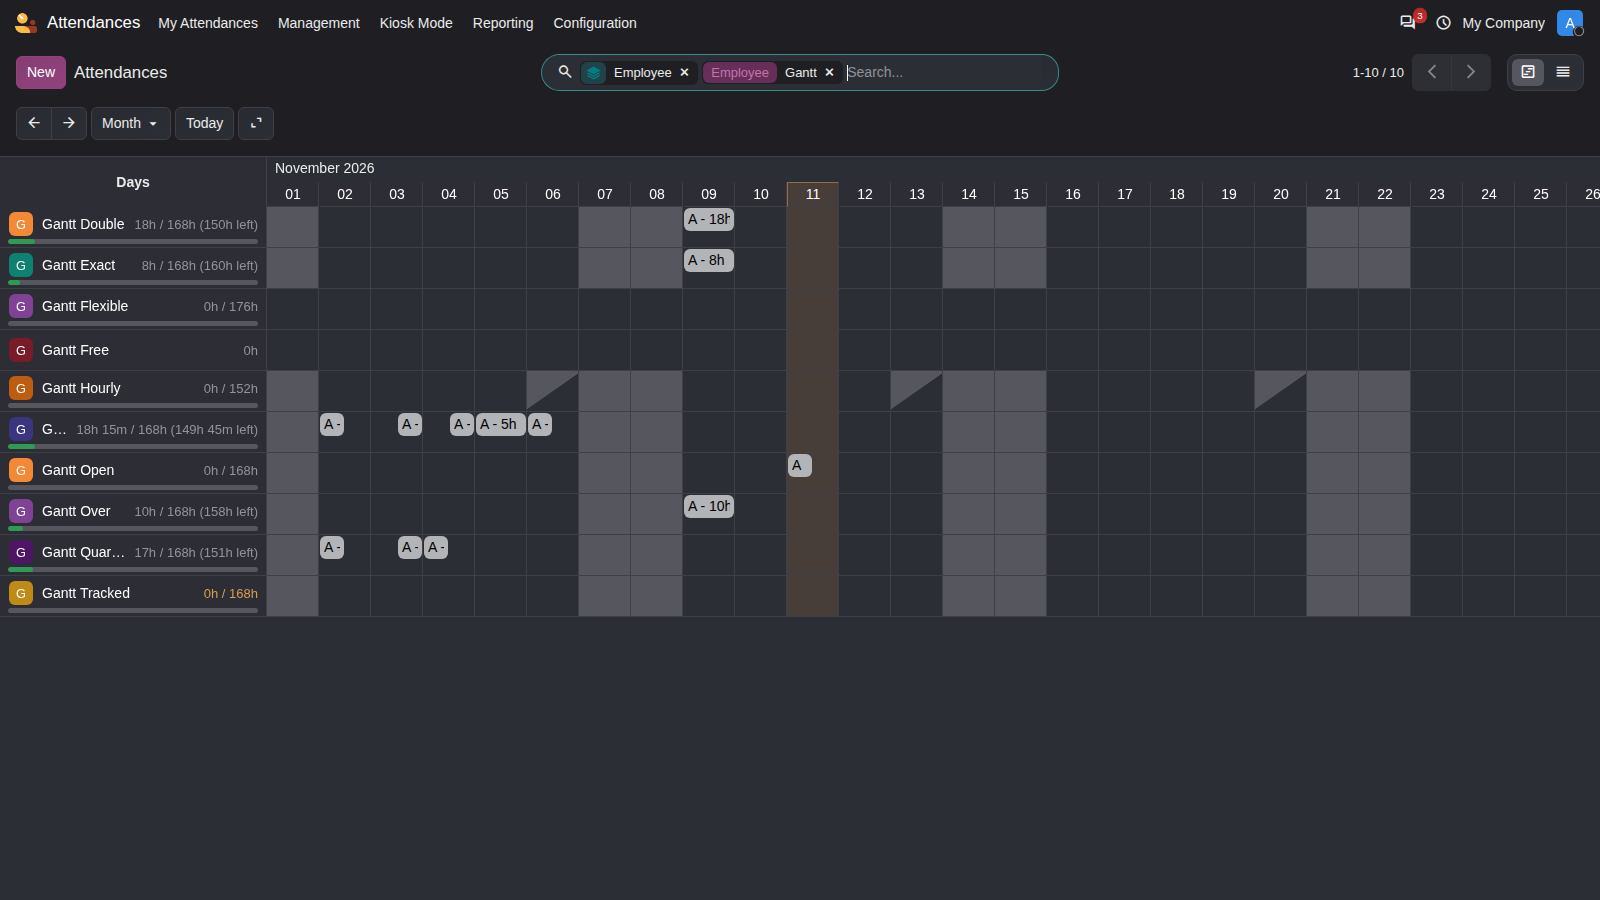 Attendances My Attendances Management Kiosk Mode Reporting Configuration 3 My Company A
New Attendances Employee × Employee Gantt × Search... 1-10 / 10
Month Today
Days November 2026
01 02 03 04 05 06 07 08 09 10 11 12 13 14 15 16 17 18 19 20 21 22 23 24 25 26
G Gantt Double 18h / 168h (150h left) A - 18h
G Gantt Exact 8h / 168h (160h left) A - 8h
G Gantt Flexible 0h / 176h
G Gantt Free 0h
G Gantt Hourly 0h / 152h
G G… 18h 15m / 168h (149h 45m left) A - A - A - A - 5h A -
G Gantt Open 0h / 168h A
G Gantt Over 10h / 168h (158h left) A - 10h
G Gantt Quar… 17h / 168h (151h left) A - A - A -
G Gantt Tracked 0h / 168h